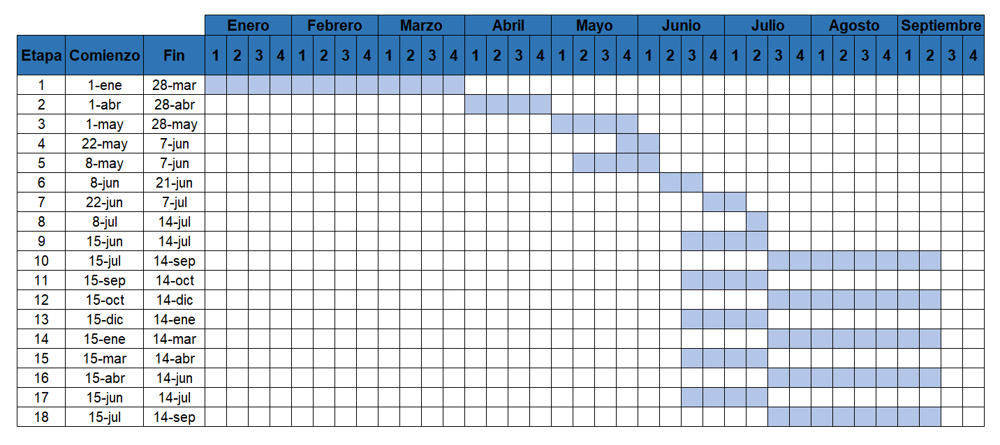 Enero Febrero Marzo Abril Mayo Junio Julio Agosto Septiembre
Etapa Comienzo Fin 1 2 3 4 1 2 3 4 1 2 3 4 1 2 3 4 1 2 3 4 1 2 3 4 1 2 3 4 1 2 3 4 1 2 3 4
1 1-ene 28-mar
2 1-abr 28-abr
3 1-may 28-may
4 22-may 7-jun
5 8-may 7-jun
6 8-jun 21-jun
7 22-jun 7-jul
8 8-jul 14-jul
9 15-jun 14-jul
10 15-jul 14-sep
11 15-sep 14-oct
12 15-oct 14-dic
13 15-dic 14-ene
14 15-ene 14-mar
15 15-mar 14-abr
16 15-abr 14-jun
17 15-jun 14-jul
18 15-jul 14-sep